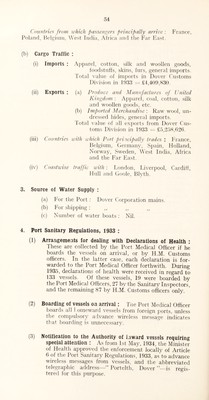 34
Countries from which passengers principally arrive: France,
Poland, Belgium, West India, Africa and the Far East.
(b) Cargo Traffic:
(i) Imports: Apparel, cotton, silk and woollen goods,
foodstuffs, skins, furs, general imports.
Total value of imports in Dover Customs
Division in 1933 — £4,409,930.
(ii) Exports: (a) Produce and Manufactures of United
Kingdom: Apparel, coal, cotton, silk
and woollen goods, etc.
(b) Imported Merchandise: Raw wool, un-
dressed hides, general imports.
Total value of all exports from Dover Cus-
toms Division in 1933 — £5,258,626.
(iii) Countries with which Port principally trades: France,
Belgium, Germany, Spain, Holland,
Norway, Sweden, West India, Africa
and the Far East.
(iv) Coastwise traffic with: London, Liverpool, Cardiff,
Hull and Goole, Blyth.
3. Source of Water Supply:
(a) For the Port: Dover Corporation mains.
(b) For shipping: ,, ,, ,,
(c) Number of water boats: Nil.
4. Port Sanitary Regulations, 1933:
(1) Arrangements for dealing with Declarations of Health:
These are collected by the Port Medical Officer if he
boards the vessels on arrival, or by H.M. Customs
officers. In the latter case, each declaration is for-
warded to the Port Medical Officer forthwith. During
1935, declarations of health were received in regard to
133 vessels. Of these vessels, 19 were boarded by
the Port Medical Officers, 27 by the Sanitary Inspectors,
and the remaining 87 by H.M. Customs officers only.
(2) Boarding of vessels on arrival: The Port Medical Officer
boards all homeward vessels from foreign ports, unless
the compulsory advance wireless message indicates
that boarding is unnecessary.
(3) Notification to the Authority of inward vessels requiring
special attention: As from 1st May, 1934, the Minister
of Health approved the enforcement locally of Article
6 of the Port Sanitary Regulations, 1933, as to advance
wireless messages from vessels, and the abbreviated
telegraphic address—" Portelth, Dover "—is regis-
tered for this purpose.